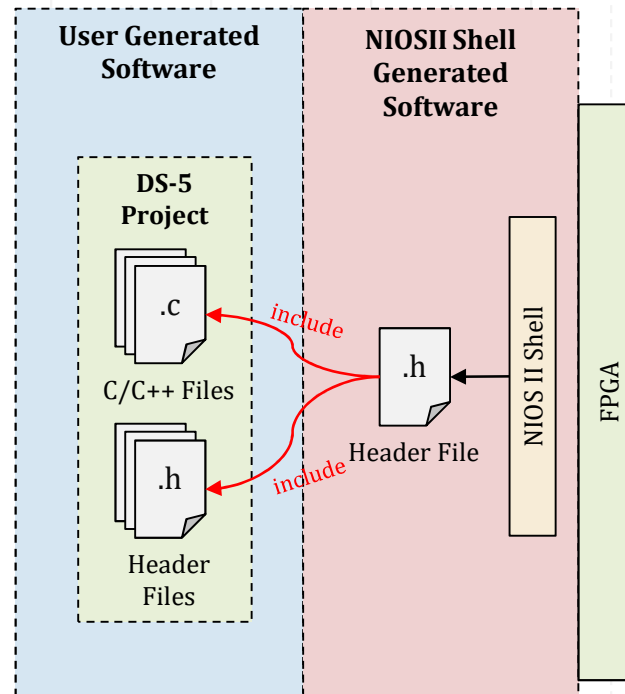 User Generated
Software
NIOSII Shell
Generated
Software
DS-5
Project
.c
C/C++ Files
.h
Header
Files
include
include
.h
Header File
NIOS II Shell
FPGA